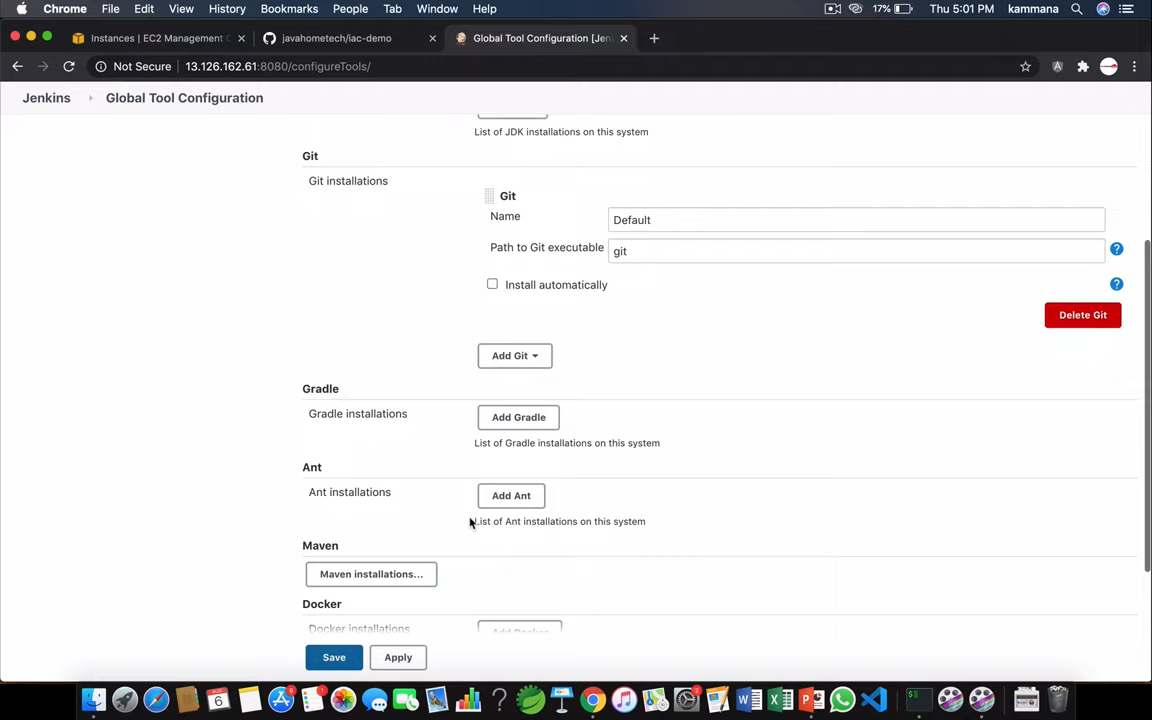 Chrome File Edit View History Bookmarks People Tab Window Help 17% Thu 5:01 PM kammana
Instances | EC2 Management C javahometech/iac-demo Global Tool Configuration [Jen
Not Secure 13.126.162.61:8080/configureTools/
Jenkins Global Tool Configuration
List of JDK installations on this system
Git
Git installations
Git
Name Default
Path to Git executable git
Install automatically
Delete Git
Add Git
Gradle
Gradle installations Add Gradle
List of Gradle installations on this system
Ant
Ant installations Add Ant
List of Ant installations on this system
Maven
Maven installations...
Docker
Docker installations Add Docker
Save Apply